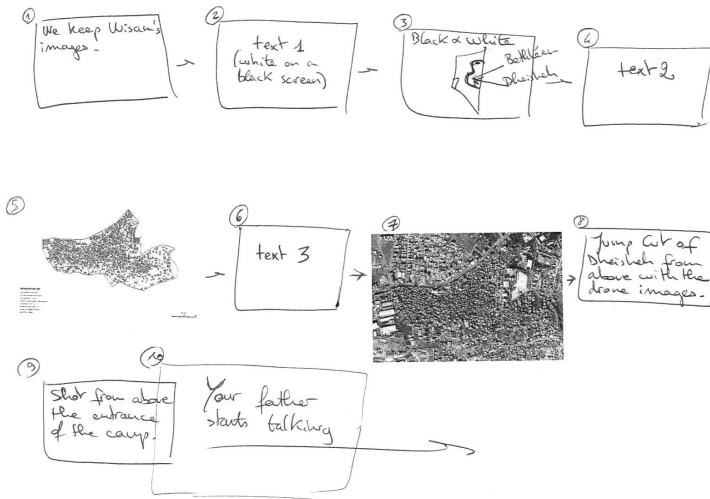 1
We keep Wisam's
images.
2
text 1
(white on a
black screen)
3
Black & White
Dheisheh
4
text 2
5
6
text 3
7
8
Jump Cut of
Dheisheh from
above with the
drone images.
9
Shot from above
the entrance
of the camp.
10
Your father
starts talking